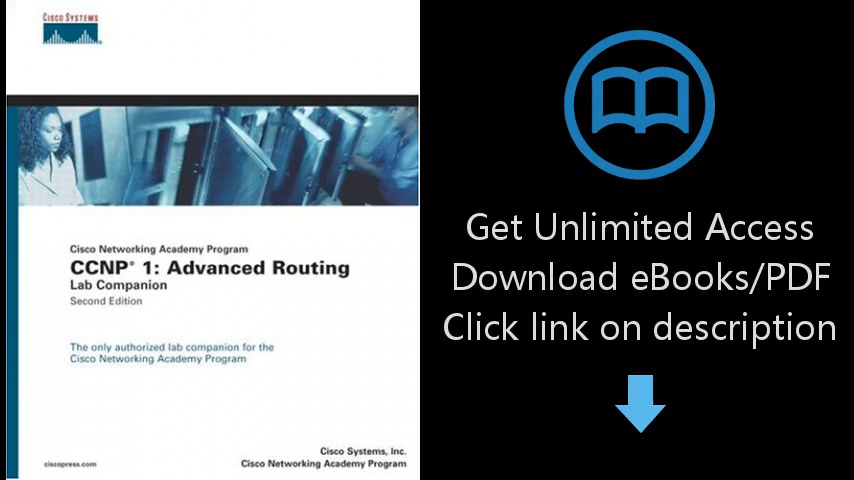 CISCO SYSTEMS
Cisco Networking Academy Program
CCNP® 1: Advanced Routing
Lab Companion
Second Edition
The only authorized lab companion for the
Cisco Networking Academy Program
Cisco Systems, Inc.
ciscopress.com
Cisco Networking Academy Program
Get Unlimited Access
Download eBooks/PDF
Click link on description